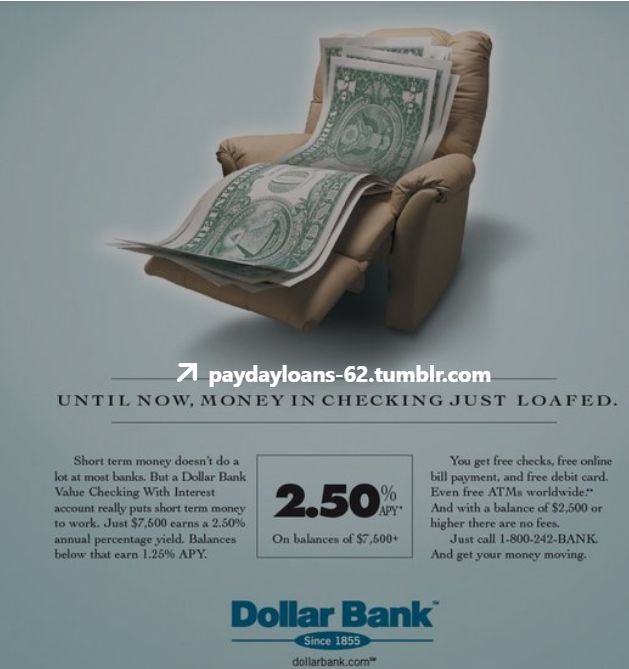 paydayloans-62.tumblr.com
UNTIL NOW, MONEY IN CHECKING JUST LOAFED.
Short term money doesn't do a
lot at most banks. But a Dollar Bank
Value Checking With Interest
account really puts short term money
to work. Just $7,500 earns a 2.50%
annual percentage yield. Balances
below that earn 1.25% APY.
2.50% APY*
On balances of $7,500+
You get free checks, free online
bill payment, and free debit card.
Even free ATMs worldwide.**
And with a balance of $2,500 or
higher there are no fees.
Just call 1-800-242-BANK.
And get your money moving.
Dollar Bank™
Since 1855
dollarbank.com℠